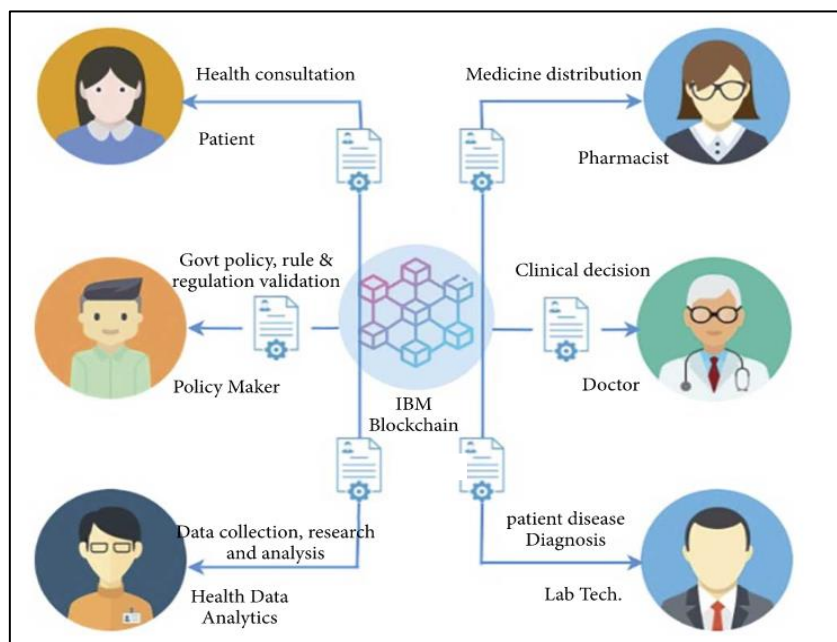 Health consultation
Patient
Medicine distribution
Pharmacist
Govt policy, rule &
regulation validation
Policy Maker
IBM
Blockchain
Clinical decision
Doctor
Data collection, research
and analysis
Health Data
Analytics
patient disease
Diagnosis
Lab Tech.